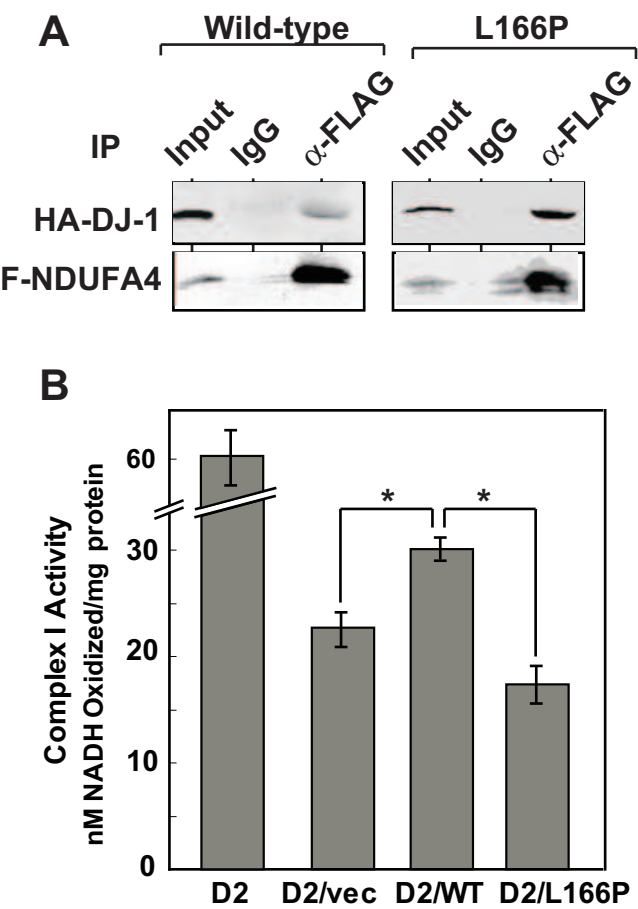 A
Wild-type
L166P
IP
Input
IgG
α-FLAG
Input
IgG
α-FLAG
HA-DJ-1
F-NDUFA4
B
Complex I Activity
nM NADH Oxidized/mg protein
60
30
20
10
0
*
*
D2
D2/vec
D2/WT
D2/L166P